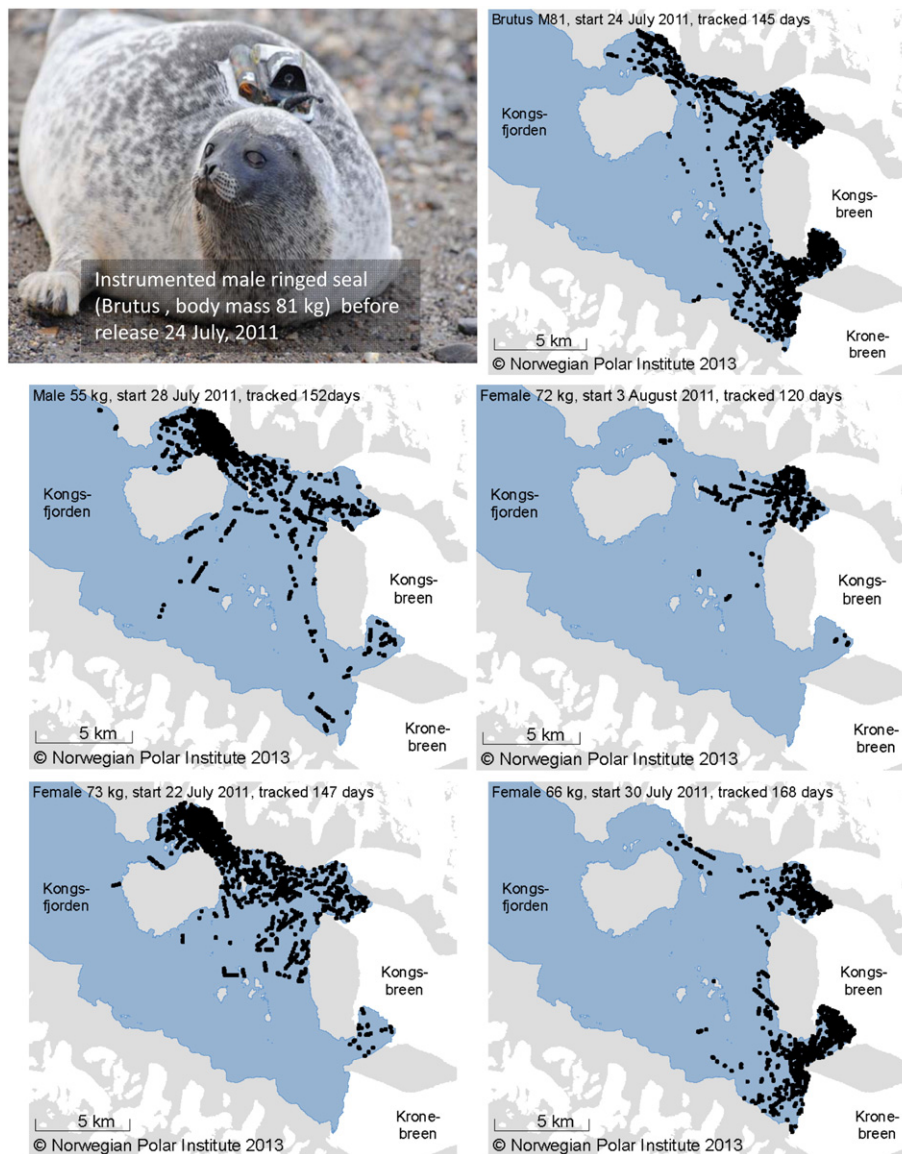 Instrumented male ringed seal
(Brutus , body mass 81 kg)  before
release 24 July, 2011
Brutus M81, start 24 July 2011, tracked 145 days
Kongs-
fjorden
Kongs-
breen
Krone-
breen
5 km
© Norwegian Polar Institute 2013
Male 55 kg, start 28 July 2011, tracked 152days
Kongs-
fjorden
Kongs-
breen
Krone-
breen
5 km
© Norwegian Polar Institute 2013
Female 72 kg, start 3 August 2011, tracked 120 days
Kongs-
fjorden
Kongs-
breen
Krone-
breen
5 km
© Norwegian Polar Institute 2013
Female 73 kg, start 22 July 2011, tracked 147 days
Kongs-
fjorden
Kongs-
breen
Krone-
breen
5 km
© Norwegian Polar Institute 2013
Female 66 kg, start 30 July 2011, tracked 168 days
Kongs-
fjorden
Kongs-
breen
Krone-
breen
5 km
© Norwegian Polar Institute 2013